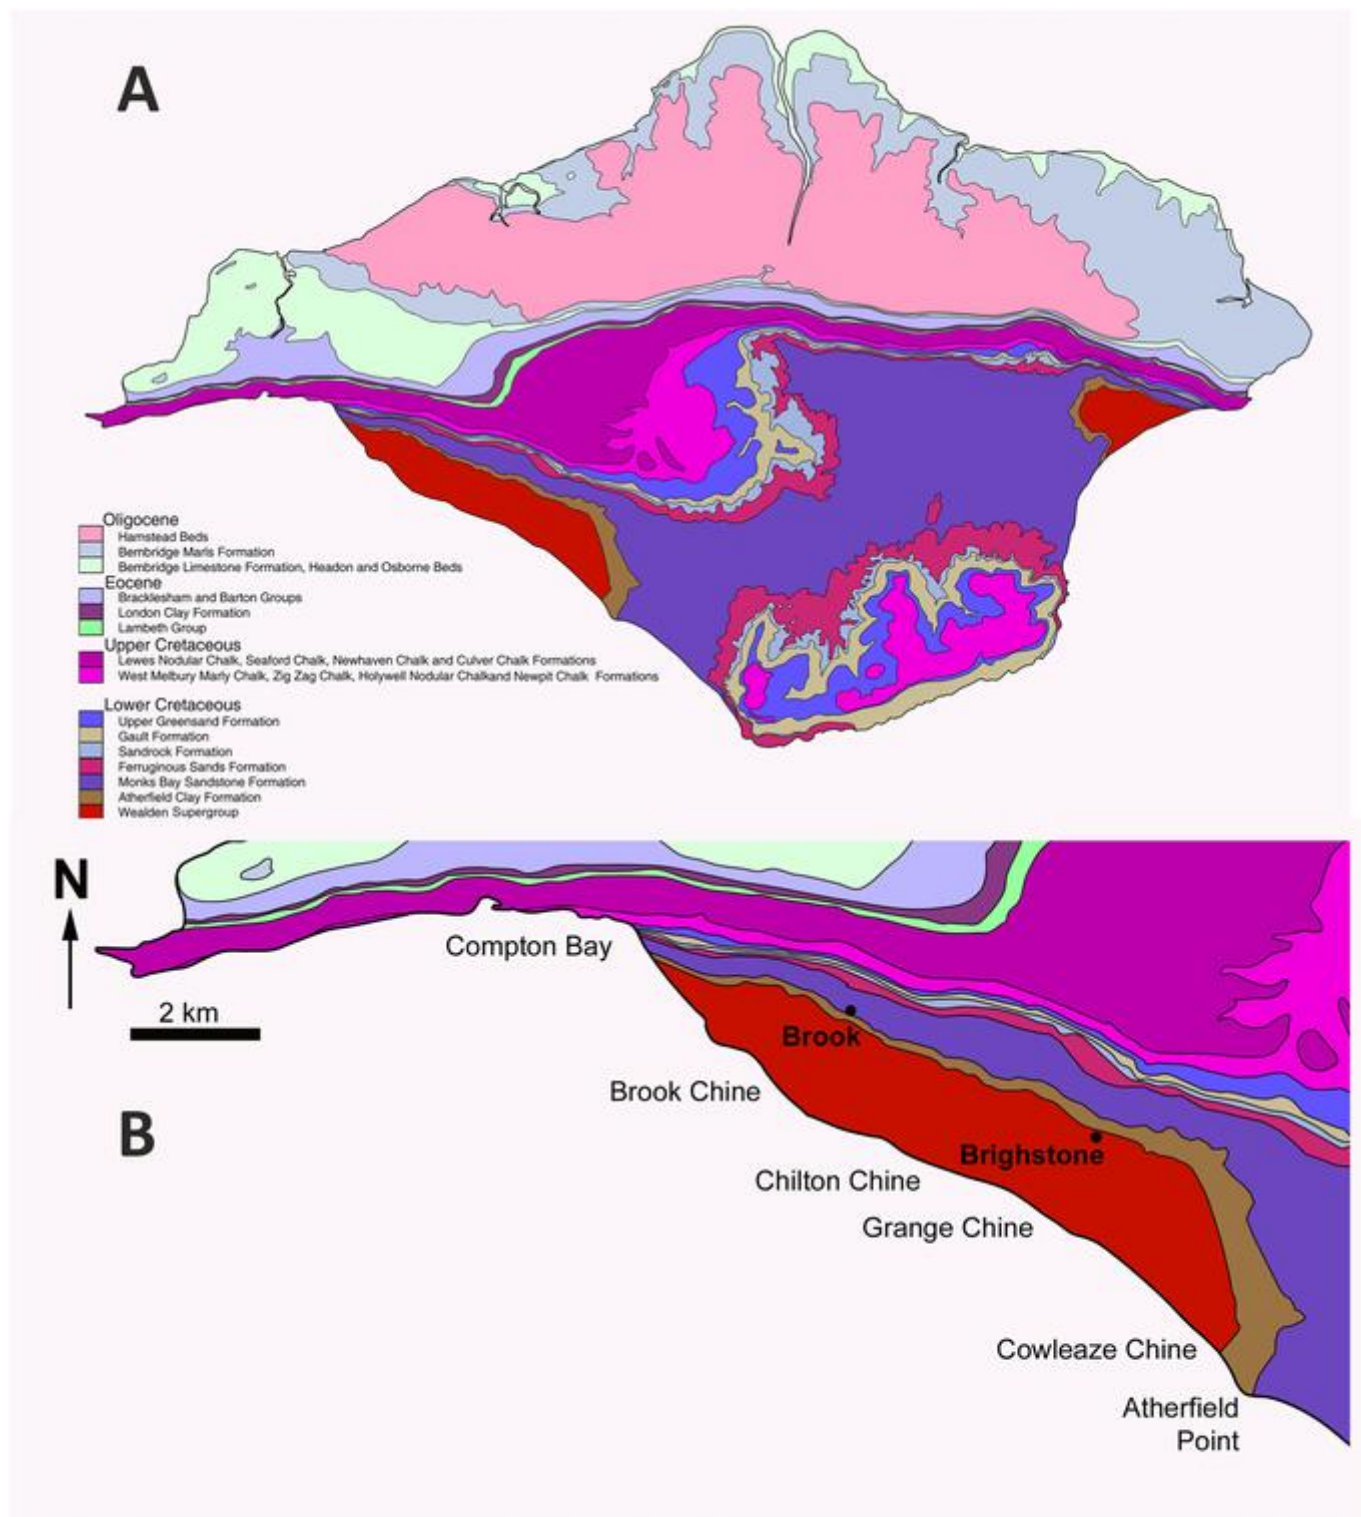 A
Oligocene
Hamstead Beds
Bembridge Marls Formation
Bembridge Limestone Formation, Headon and Osborne Beds
Eocene
Bracklesham and Barton Groups
London Clay Formation
Lambeth Group
Upper Cretaceous
Lewes Nodular Chalk, Seaford Chalk, Newhaven Chalk and Culver Chalk Formations
West Melbury Marly Chalk, Zig Zag Chalk, Holywell Nodular Chalkand Newpit Chalk Formations
Lower Cretaceous
Upper Greensand Formation
Gault Formation
Sandrock Formation
Ferruginous Sands Formation
Monks Bay Sandstone Formation
Atherfield Clay Formation
Wealden Supergroup
N
Compton Bay
2 km
Brook
Brook Chine
B
Brighstone
Chilton Chine
Grange Chine
Cowleaze Chine
Atherfield
Point